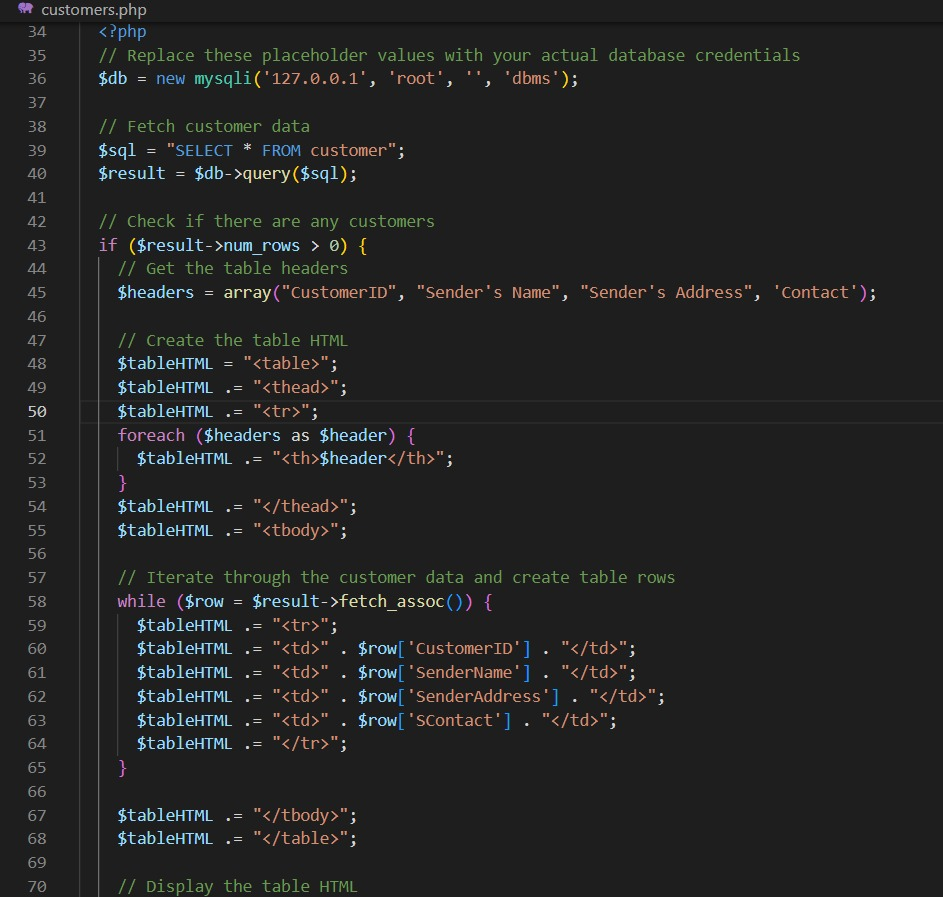 customers.php
34 <?php
35 // Replace these placeholder values with your actual database credentials
36 $db = new mysqli('127.0.0.1', 'root', '', 'dbms');
37
38 // Fetch customer data
39 $sql = "SELECT * FROM customer";
40 $result = $db->query($sql);
41
42 // Check if there are any customers
43 if ($result->num_rows > 0) {
44 // Get the table headers
45 $headers = array("CustomerID", "Sender's Name", "Sender's Address", 'Contact');
46
47 // Create the table HTML
48 $tableHTML = "<table>";
49 $tableHTML .= "<thead>";
50 $tableHTML .= "<tr>";
51 foreach ($headers as $header) {
52 $tableHTML .= "<th>$header</th>";
53 }
54 $tableHTML .= "</thead>";
55 $tableHTML .= "<tbody>";
56
57 // Iterate through the customer data and create table rows
58 while ($row = $result->fetch_assoc()) {
59 $tableHTML .= "<tr>";
60 $tableHTML .= "<td>" . $row['CustomerID'] . "</td>";
61 $tableHTML .= "<td>" . $row['SenderName'] . "</td>";
62 $tableHTML .= "<td>" . $row['SenderAddress'] . "</td>";
63 $tableHTML .= "<td>" . $row['SContact'] . "</td>";
64 $tableHTML .= "</tr>";
65 }
66
67 $tableHTML .= "</tbody>";
68 $tableHTML .= "</table>";
69
70 // Display the table HTML